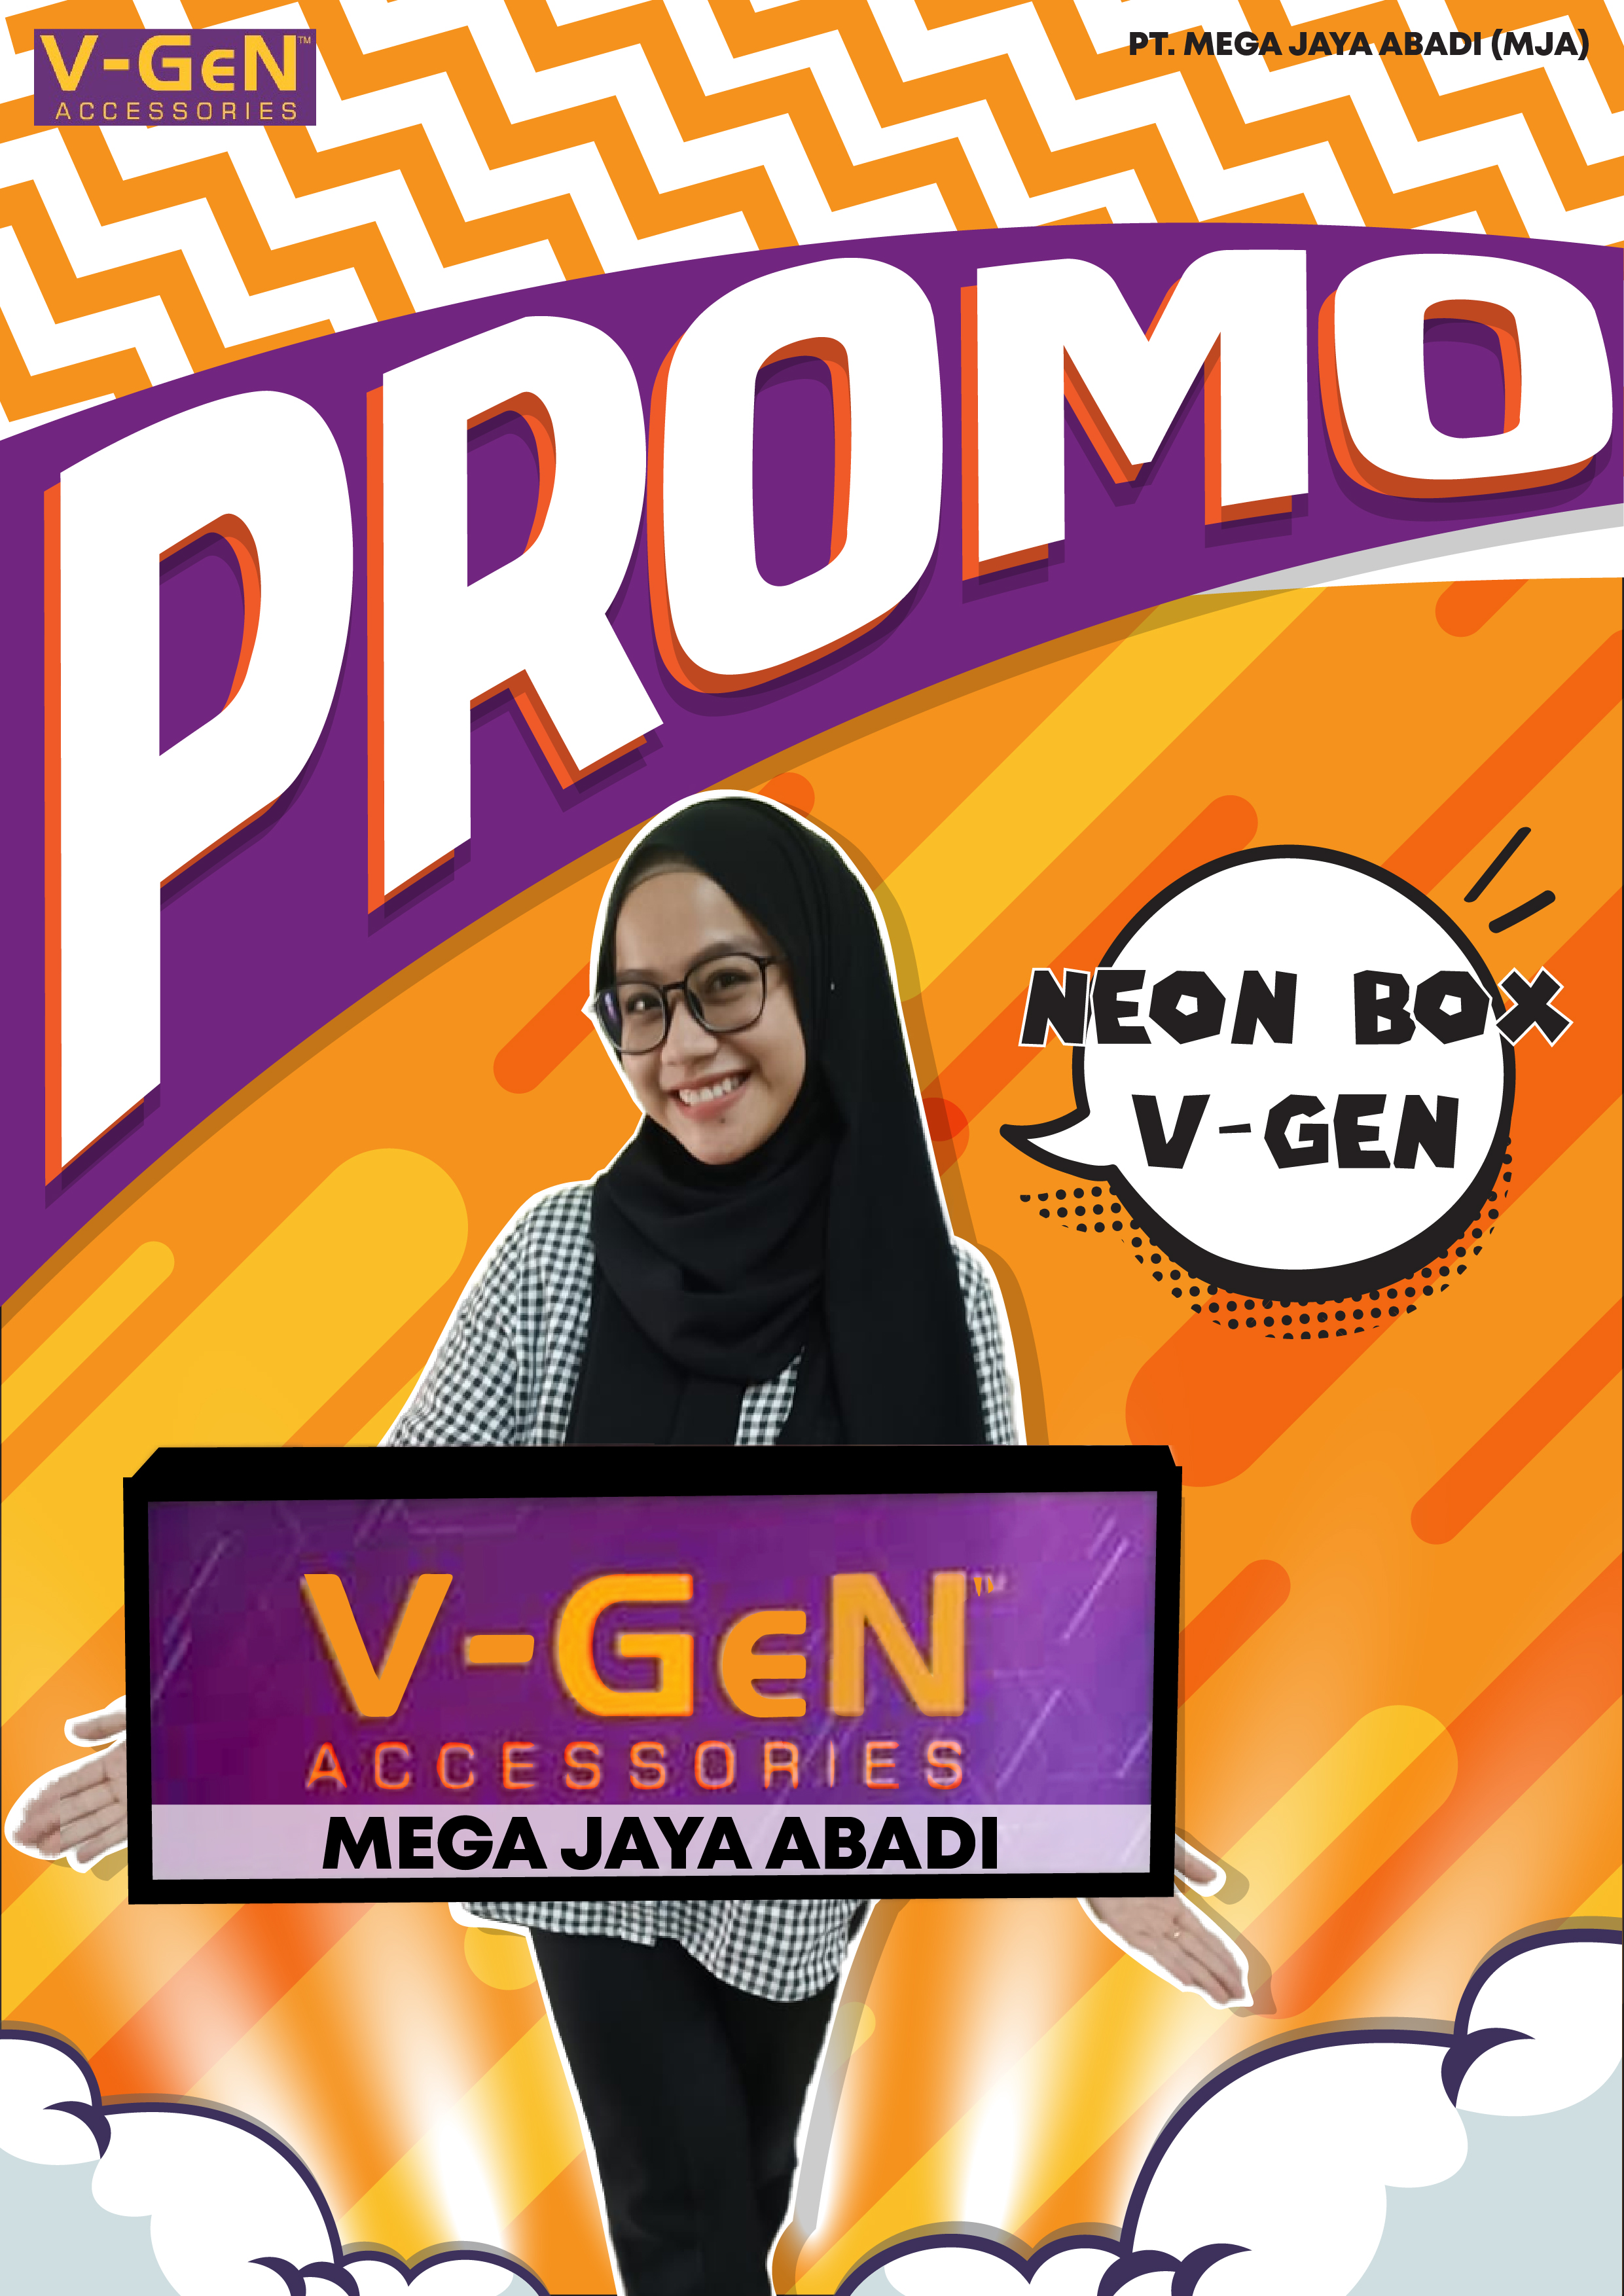 V-GeN™
ACCESSORIES
PT. MEGA JAYA ABADI (MJA)
PROMO
NEON BOX
V-GEN
V-GeN™
ACCESSORIES
MEGA JAYA ABADI